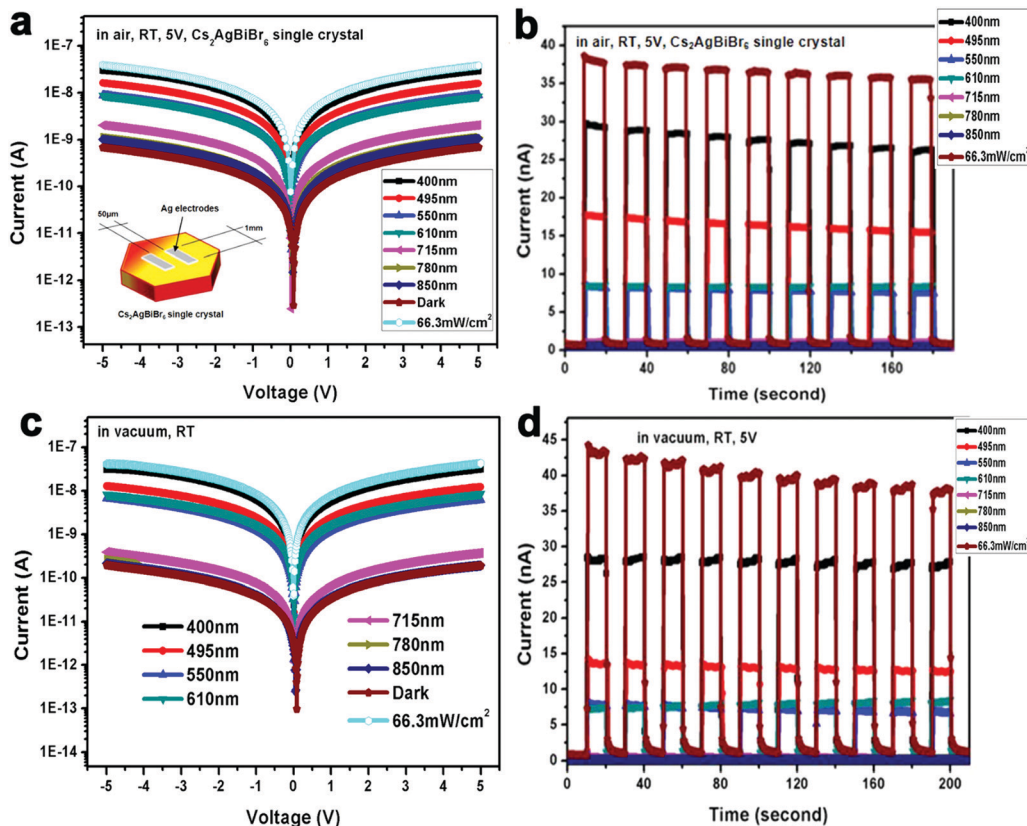 a
in air, RT, 5V, Cs₂AgBiBr₆ single crystal
1E-7
1E-8
1E-9
1E-10
1E-11
1E-12
1E-13
Current (A)
50μm
Ag electrodes
1mm
Cs₂AgBiBr₆ single crystal
400nm
495nm
550nm
610nm
715nm
780nm
850nm
Dark
66.3mW/cm²
-5 -4 -3 -2 -1 0 1 2 3 4 5
Voltage (V)
b
in air, RT, 5V, Cs₂AgBiBr₆ single crystal
40
35
30
25
20
15
10
5
0
Current (nA)
400nm
495nm
550nm
610nm
715nm
780nm
850nm
66.3mW/cm²
0 40 80 120 160
Time (second)
c
in vacuum, RT
1E-7
1E-8
1E-9
1E-10
1E-11
1E-12
1E-13
1E-14
Current (A)
400nm
495nm
550nm
610nm
715nm
780nm
850nm
Dark
66.3mW/cm²
-5 -4 -3 -2 -1 0 1 2 3 4 5
Voltage (V)
d
in vacuum, RT, 5V
45
40
35
30
25
20
15
10
5
0
Current (nA)
400nm
495nm
550nm
610nm
715nm
780nm
850nm
66.3mW/cm²
0 40 80 120 160 200
Time (second)